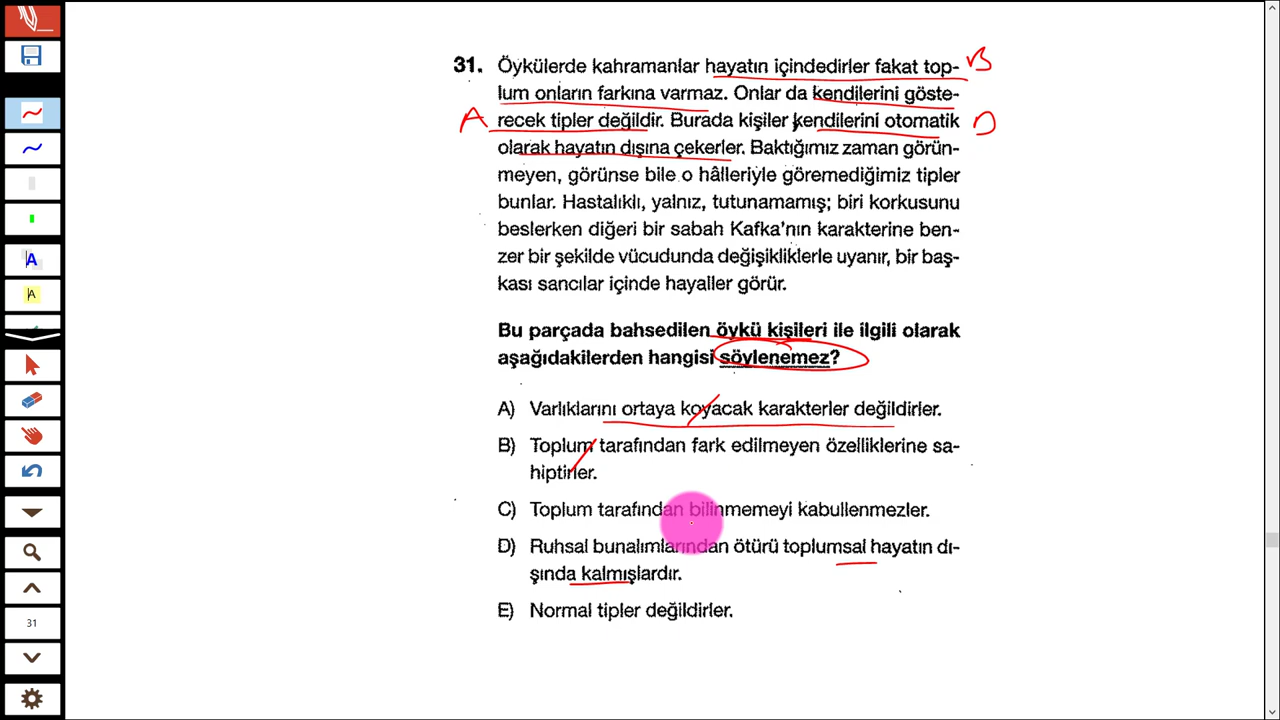 31. Öykülerde kahramanlar hayatın içindedirler fakat top- B
lum onların farkına varmaz. Onlar da kendilerini göste-
A recek tipler değildir. Burada kişiler kendilerini otomatik D
olarak hayatın dışına çekerler. Baktığımız zaman görün-
meyen, görünse bile o hâlleriyle göremediğimiz tipler
bunlar. Hastalıklı, yalnız, tutunamamış; biri korkusunu
beslerken diğeri bir sabah Kafka’nın karakterine ben-
zer bir şekilde vücudunda değişikliklerle uyanır, bir baş-
kası sancılar içinde hayaller görür.
Bu parçada bahsedilen öykü kişileri ile ilgili olarak
aşağıdakilerden hangisi söylenemez?
A) Varlıklarını ortaya koyacak karakterler değildirler.
B) Toplum tarafından fark edilmeyen özelliklerine sa-
hiptirler.
C) Toplum tarafından bilinmemeyi kabullenmezler.
D) Ruhsal bunalımlarından ötürü toplumsal hayatın dı-
şında kalmışlardır.
E) Normal tipler değildirler.
A
A
31